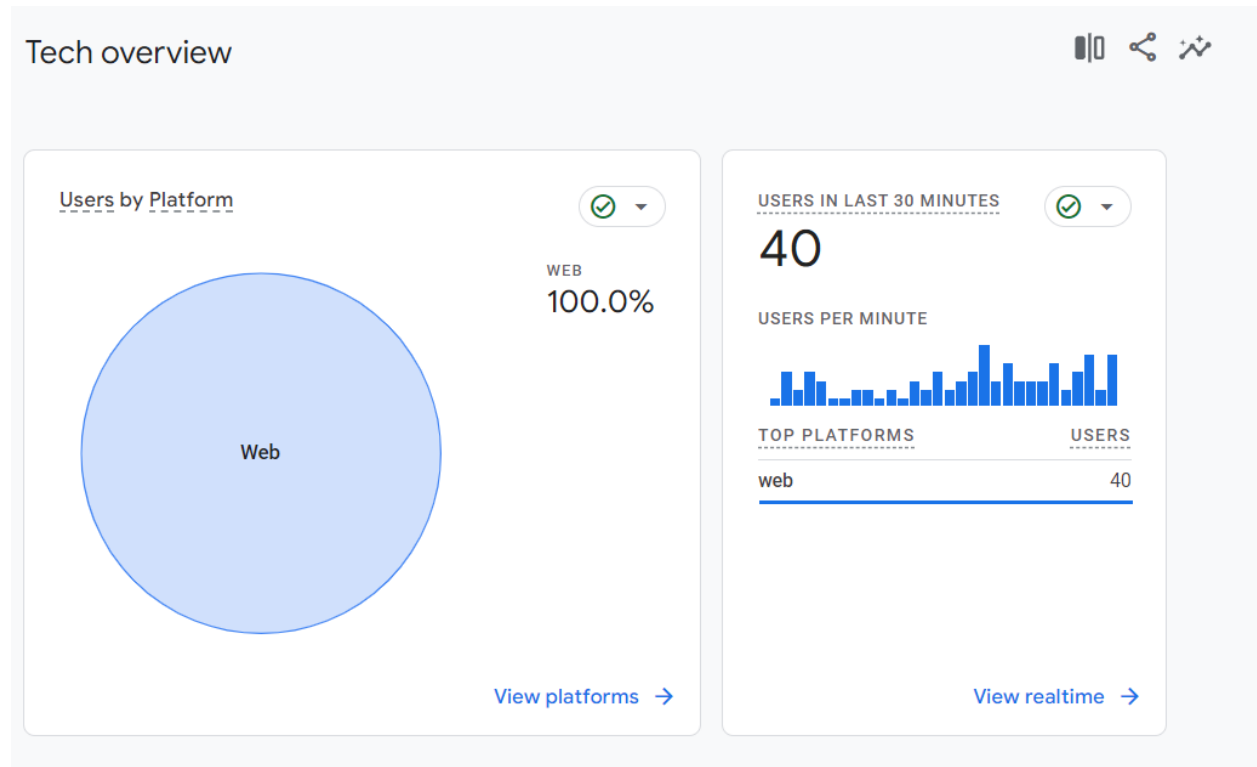 Tech overview
Users by Platform
WEB
100.0%
Web
View platforms
USERS IN LAST 30 MINUTES
40
USERS PER MINUTE
TOP PLATFORMS USERS
web 40
View realtime